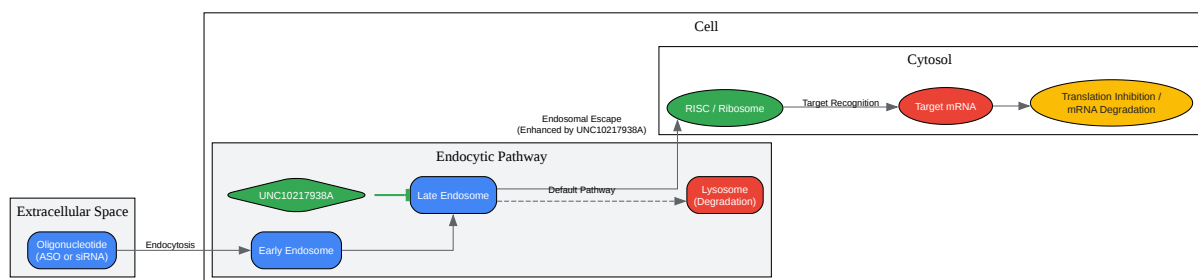 Cell
Cytosol
RISC / Ribosome
Target Recognition
Target mRNA
Translation Inhibition /
mRNA Degradation
Endosomal Escape
(Enhanced by UNC10217938A)
Endocytic Pathway
UNC10217938A
Late Endosome
Default Pathway
Lysosome
(Degradation)
Extracellular Space
Oligonucleotide
(ASO or siRNA)
Endocytosis
Early Endosome